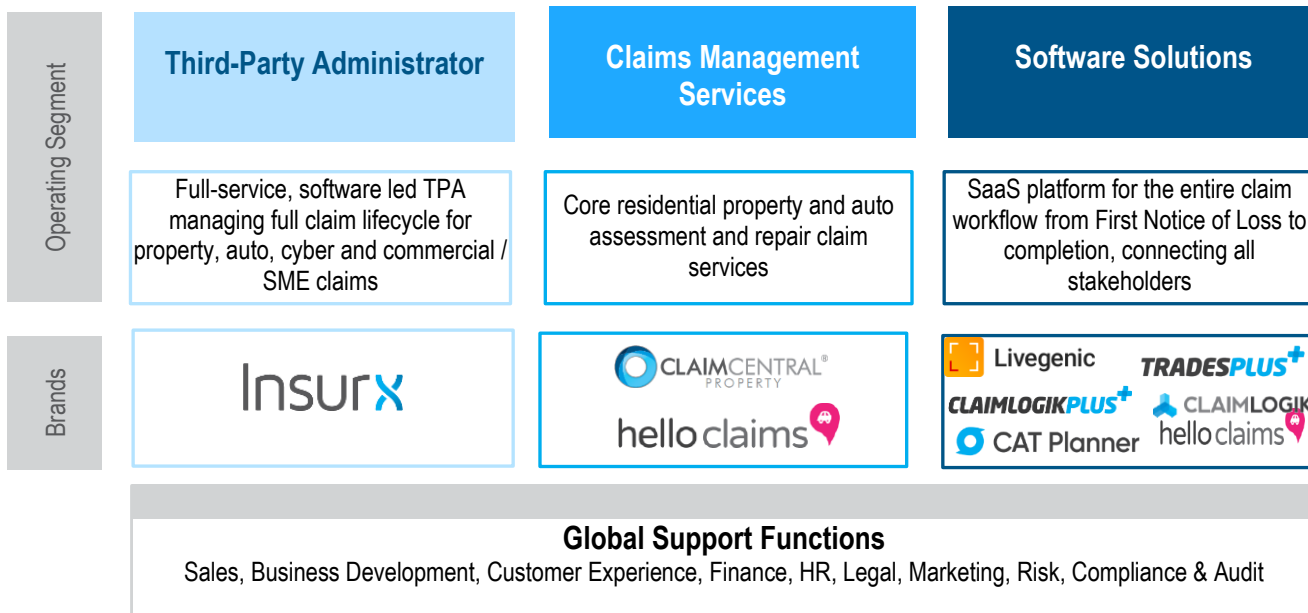 Operating Segment
Third-Party Administrator
Claims Management
Services
Software Solutions
Full-service, software led TPA
managing full claim lifecycle for
property, auto, cyber and commercial /
SME claims
Core residential property and auto
assessment and repair claim
services
SaaS platform for the entire claim
workflow from First Notice of Loss to
completion, connecting all
stakeholders
Brands
Insurx
CLAIMCENTRAL®
PROPERTY
hello claims
Livegenic
TRADESPLUS+
CLAIMLOGIKPLUS+
CLAIMLOGIK
CAT Planner
hello claims
Global Support Functions
Sales, Business Development, Customer Experience, Finance, HR, Legal, Marketing, Risk, Compliance & Audit